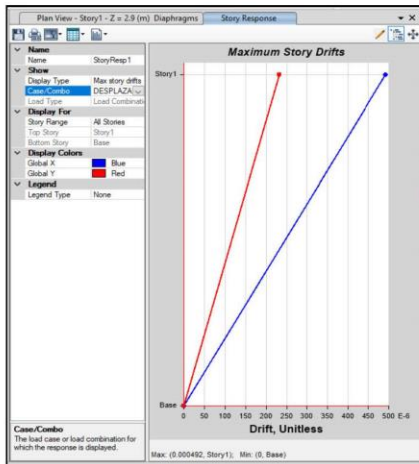 Plan View - Story1 - Z = 2.9 (m) Diaphragms
Story Response
Name
Name StoryResp1
Show
Display Type Max story drifts
Case/Combo DESPLAZA
Load Type Load Combinati
Display For
Story Range All Stories
Top Story Story1
Bottom Story Base
Display Colors
Global X Blue
Global Y Red
Legend
Legend Type None
Case/Combo
The load case or load combination for
which the response is displayed.
Maximum Story Drifts
Story1
Base
0 50 100 150 200 250 300 350 400 450 500 E-6
Drift, Unitless
Max: (0.000492, Story1); Min: (0, Base)